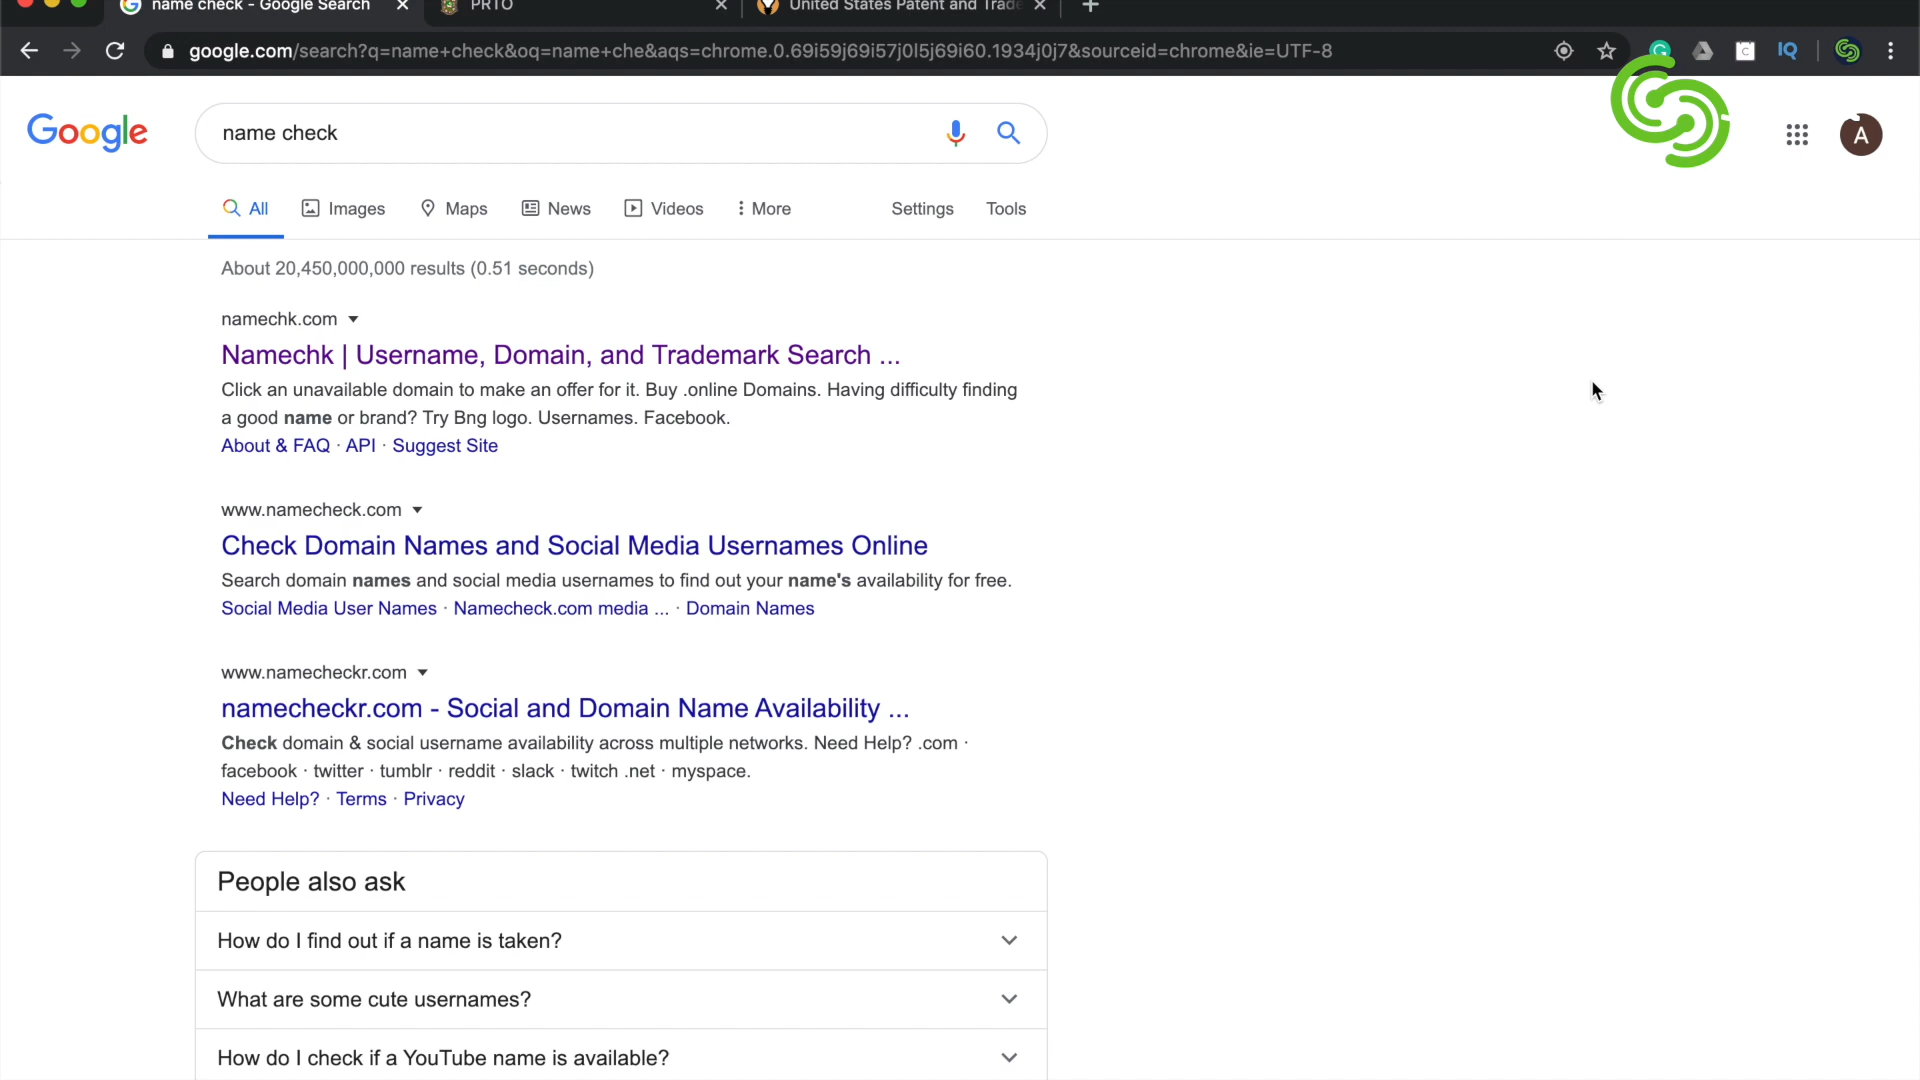 name check - Google Search
PRTO
United States Patent and Trade
google.com/search?q=name+check&oq=name+che&aqs=chrome.0.69i59j69i57j0l5j69i60.1934j0j7&sourceid=chrome&ie=UTF-8
G
C
IQ
Google
name check
A
All
Images
Maps
News
Videos
More
Settings
Tools
About 20,450,000,000 results (0.51 seconds)
namechk.com
Namechk | Username, Domain, and Trademark Search ...
Click an unavailable domain to make an offer for it. Buy .online Domains. Having difficulty finding
a good name or brand? Try Bng logo. Usernames. Facebook.
About & FAQ · API · Suggest Site
www.namecheck.com
Check Domain Names and Social Media Usernames Online
Search domain names and social media usernames to find out your name's availability for free.
Social Media User Names · Namecheck.com media ... · Domain Names
www.namecheckr.com
namecheckr.com - Social and Domain Name Availability ...
Check domain & social username availability across multiple networks. Need Help? .com ·
facebook · twitter · tumblr · reddit · slack · twitch .net · myspace.
Need Help? · Terms · Privacy
People also ask
How do I find out if a name is taken?
What are some cute usernames?
How do I check if a YouTube name is available?